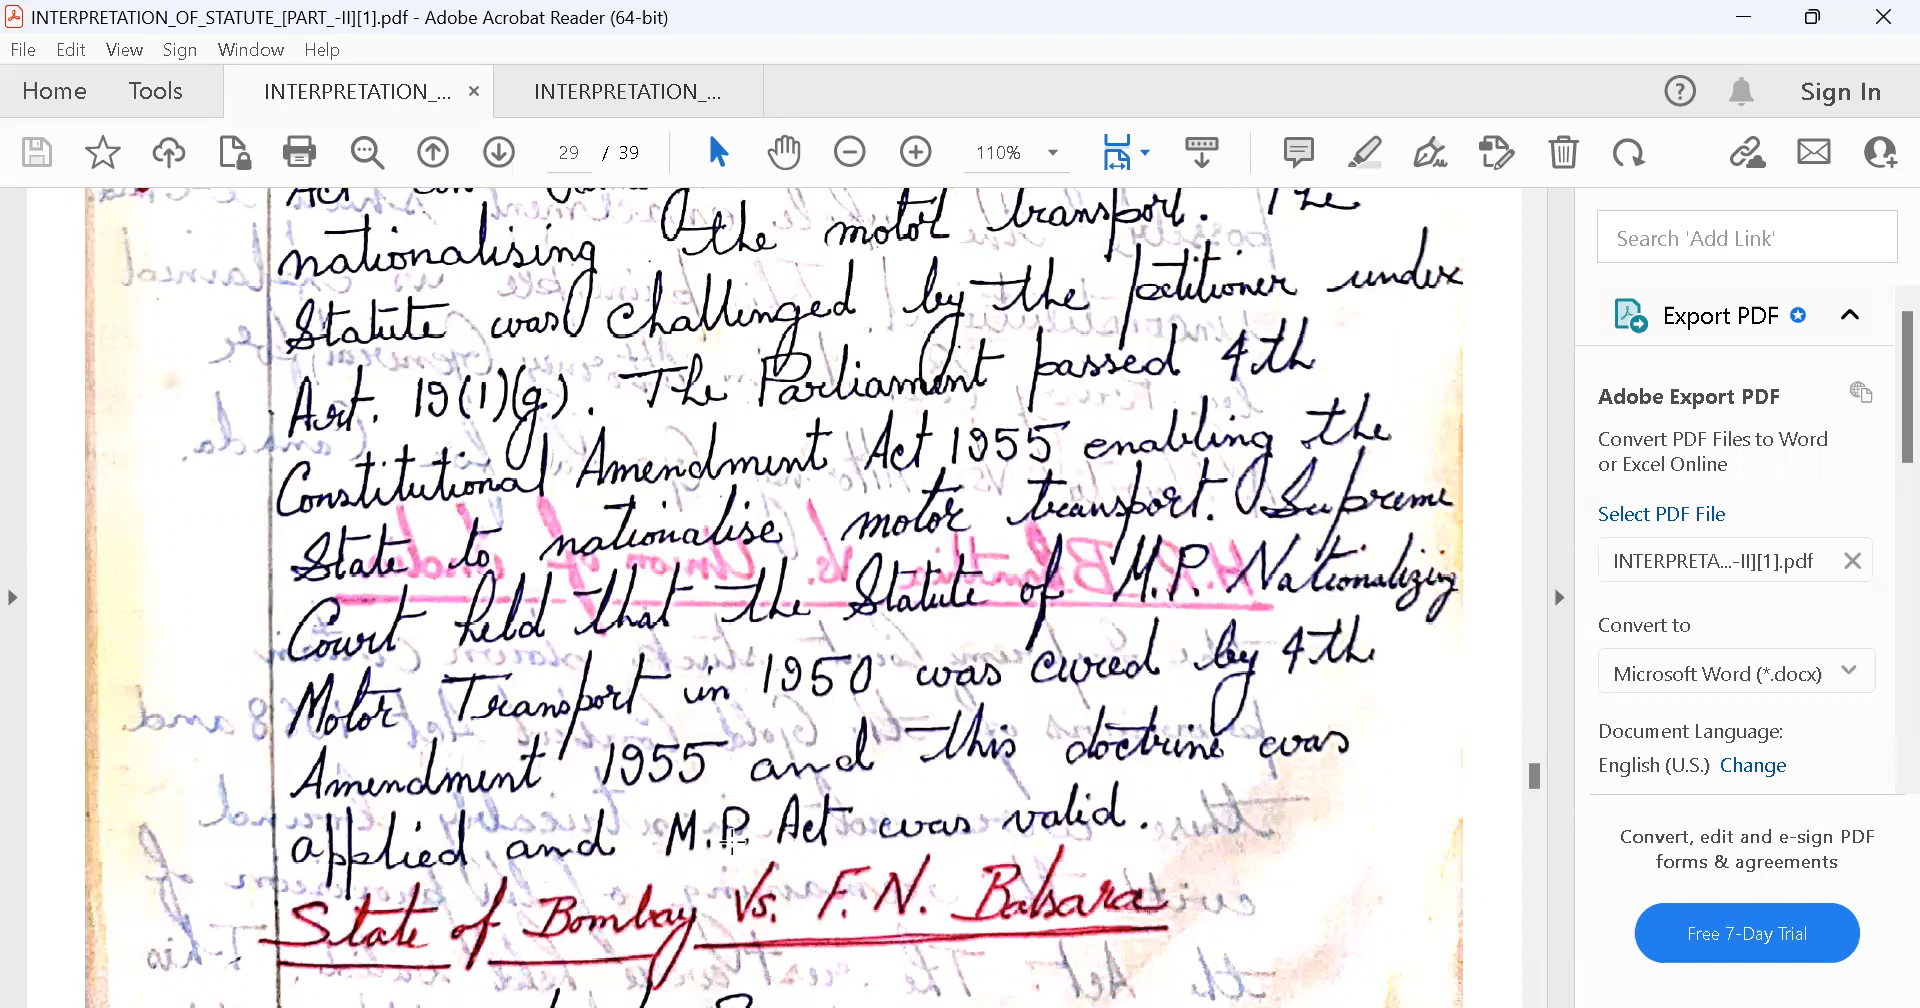 INTERPRETATION_OF_STATUTE_[PART_-II][1].pdf - Adobe Acrobat Reader (64-bit)
File Edit View Sign Window Help
Home Tools INTERPRETATION_... × INTERPRETATION_... Sign In
29 / 39 110%
nationalising the motor transport. The
Statute was challenged by the petitioner under
Art. 19(1)(g). The Parliament passed 4th
Constitutional Amendment Act 1955 enabling the
State to nationalise motor transport. Supreme
Court held that the Statute of M.P. Nationalizing
Motor Transport in 1950 was cured by 4th
Amendment 1955 and this doctrine was
applied and M.P. Act was valid.
State of Bombay Vs. F.N. Balsara
Search 'Add Link'
Export PDF
Adobe Export PDF
Convert PDF Files to Word
or Excel Online
Select PDF File
INTERPRETA...-II][1].pdf
Convert to
Microsoft Word (*.docx)
Document Language:
English (U.S.) Change
Convert, edit and e-sign PDF
forms & agreements
Free 7-Day Trial